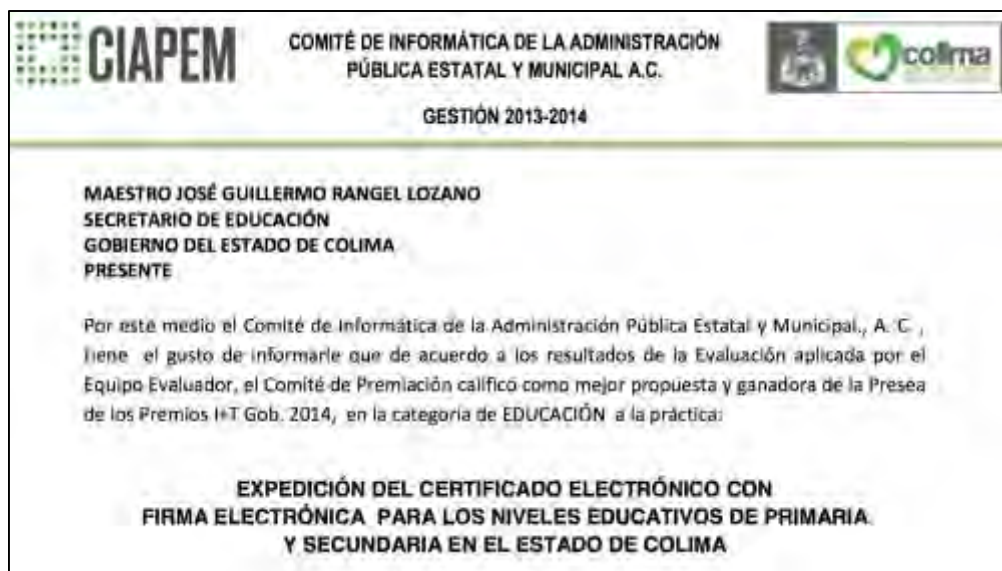 CIAPEM
COMITÉ DE INFORMÁTICA DE LA ADMINISTRACIÓN
PÚBLICA ESTATAL Y MUNICIPAL A.C.
GESTIÓN 2013-2014
colima
MAESTRO JOSÉ GUILLERMO RANGEL LOZANO
SECRETARIO DE EDUCACIÓN
GOBIERNO DEL ESTADO DE COLIMA
PRESENTE
Por este medio el Comité de Informática de la Administración Pública Estatal y Municipal., A. C ,
tiene el gusto de informarle que de acuerdo a los resultados de la Evaluación aplicada por el
Equipo Evaluador, el Comité de Premiación calificó como mejor propuesta y ganadora de la Presea
de los Premios I+T Gob. 2014, en la categoría de EDUCACIÓN a la práctica:
EXPEDICIÓN DEL CERTIFICADO ELECTRÓNICO CON
FIRMA ELECTRÓNICA PARA LOS NIVELES EDUCATIVOS DE PRIMARIA
Y SECUNDARIA EN EL ESTADO DE COLIMA